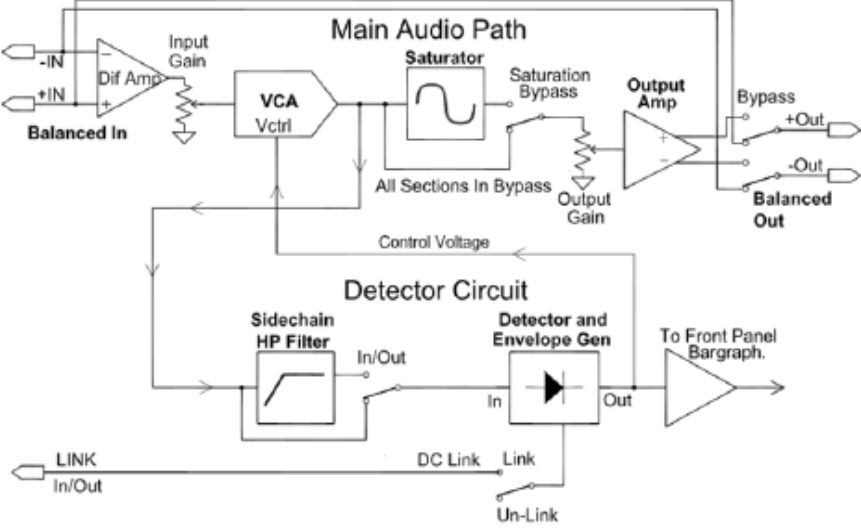 Main Audio Path
-IN
+IN
Balanced In
Dif Amp
−
+
Input
Gain
VCA
Vctrl
Saturator
Saturation
Bypass
All Sections In Bypass
Output
Gain
Output
Amp
+
−
Bypass
+Out
-Out
Balanced
Out
Control Voltage
Detector Circuit
Sidechain
HP Filter
In/Out
Detector and
Envelope Gen
In
Out
To Front Panel
Bargraph.
LINK
In/Out
DC Link
Link
Un-Link